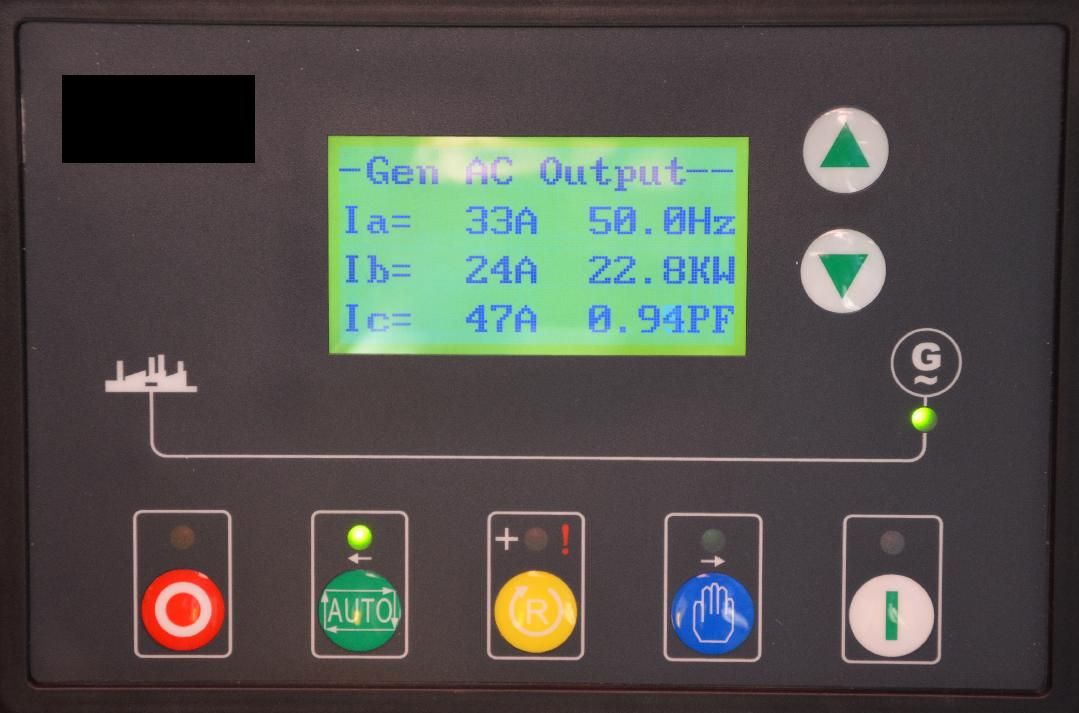 -Gen AC Output--
Ia= 33A 50.0Hz
Ib= 24A 22.8KW
Ic= 47A 0.94PF
G
~
+ !
AUTO
R